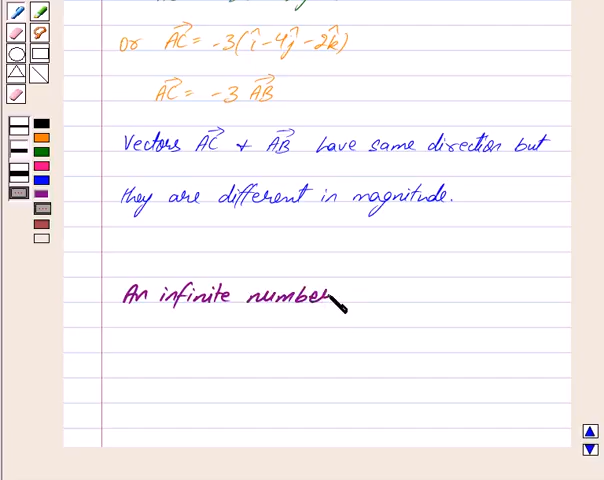 Or AC→ = -3(î - 4ĵ - 2k̂)
AC→ = -3 AB→
Vectors AC→ + AB→ have same direction but
they are different in magnitude.
An infinite number